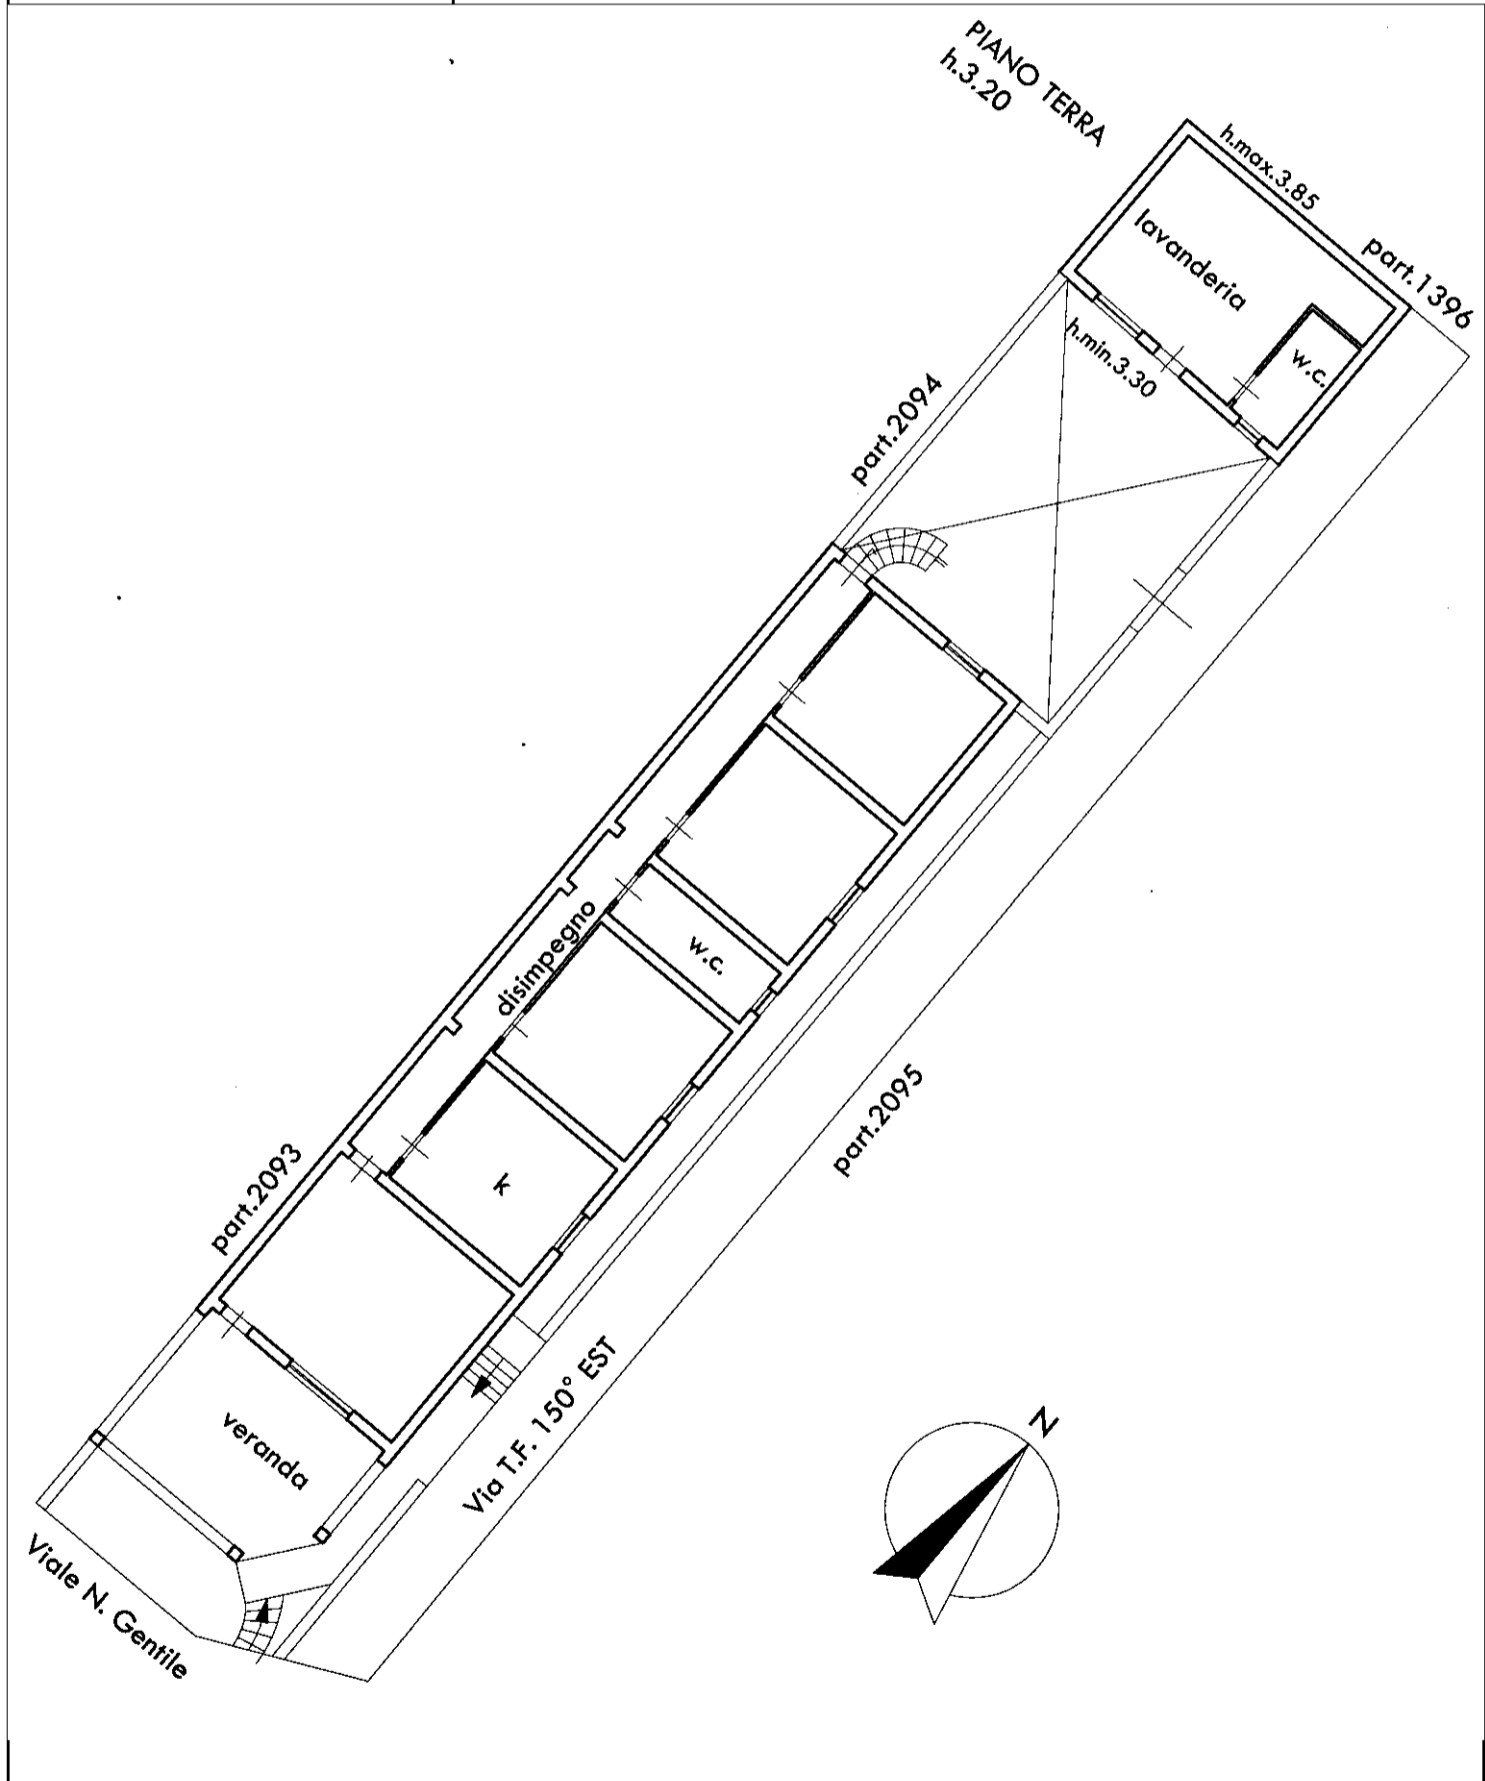 PIANO TERRA
h.3.20
h.max.3.85
part.1396
lavanderia
w.c.
h.min.3.30
part.2094
disimpegno
w.c.
part.2095
part.2093
K
Via T.F. 150° EST
veranda
N
Viale N. Gentile